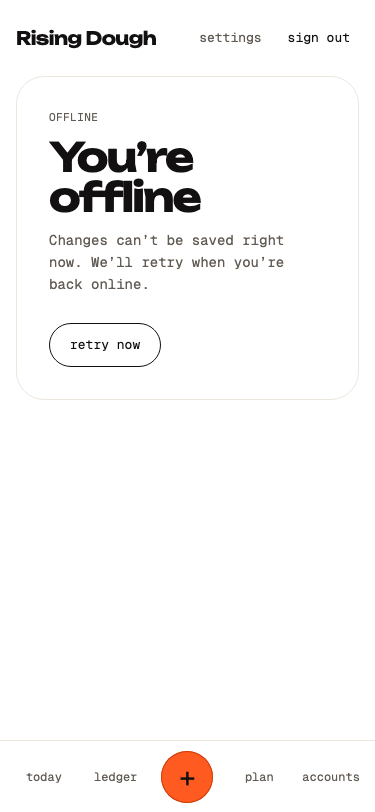 Rising Dough
settings
sign out
OFFLINE
You’re
offline
Changes can’t be saved right
now. We’ll retry when you’re
back online.
retry now
today
ledger
+
plan
accounts